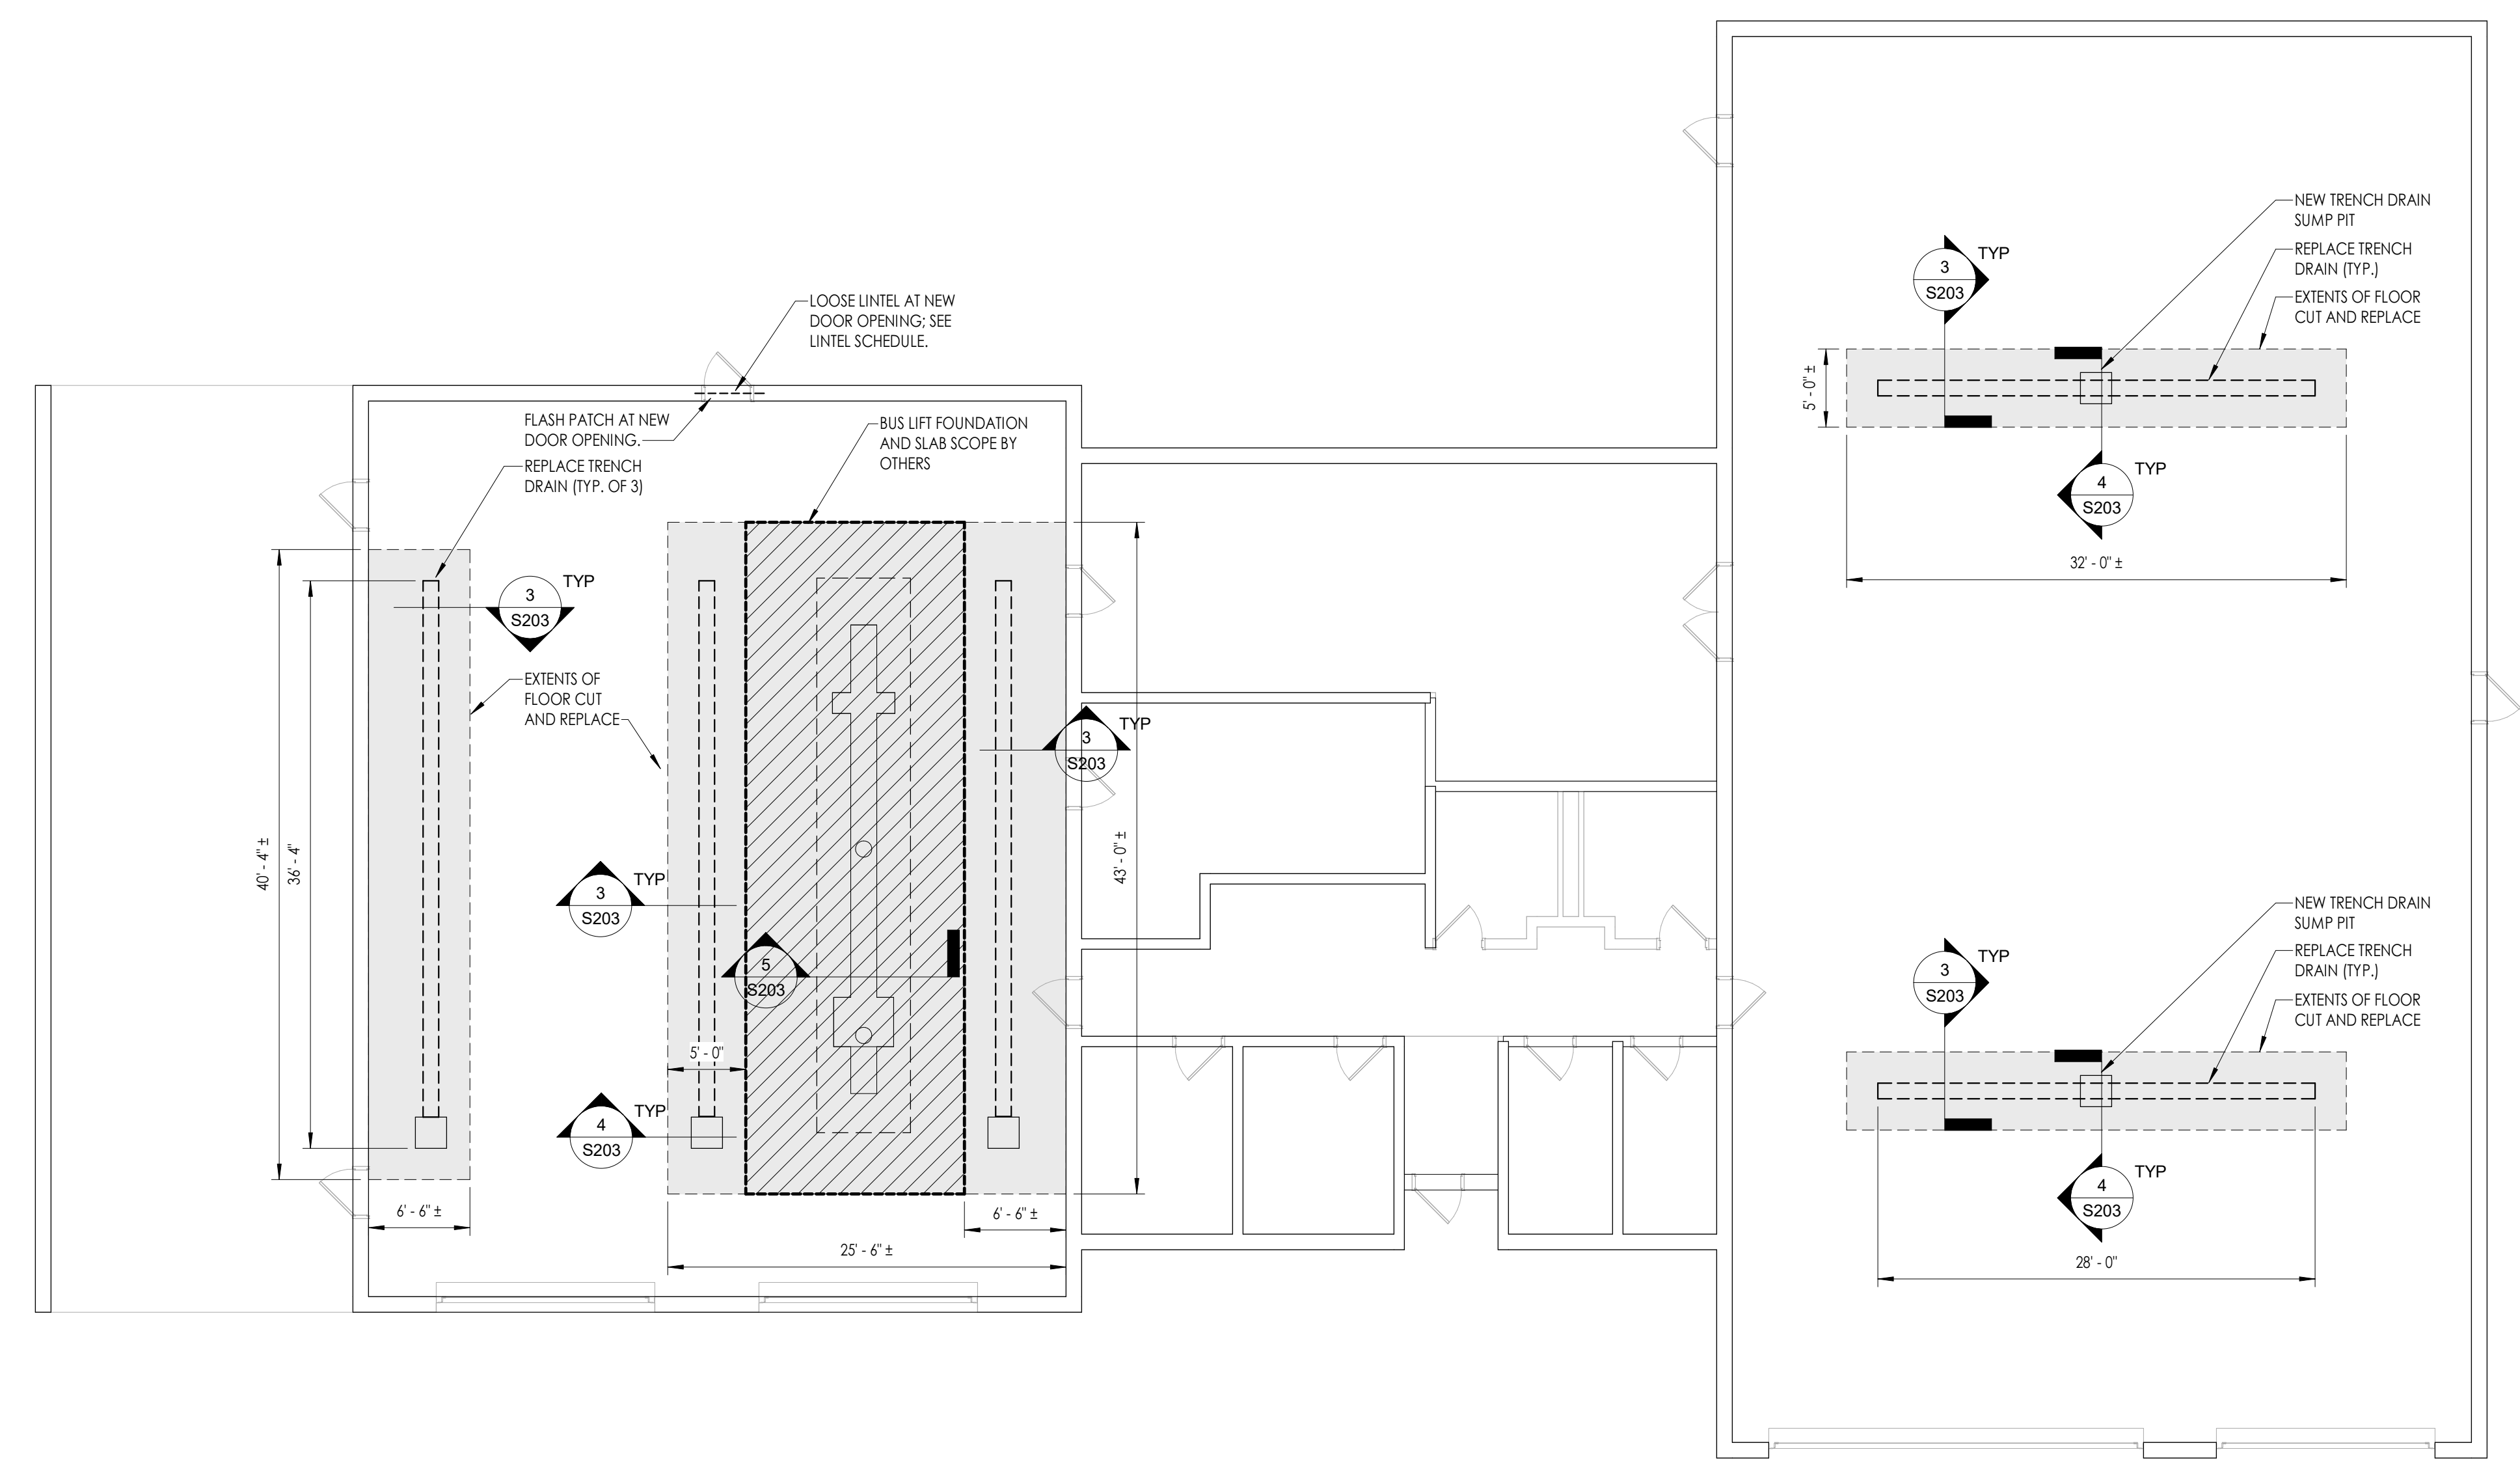 NEW TRENCH DRAIN
SUMP PIT
REPLACE TRENCH
DRAIN (TYP.)
EXTENTS OF FLOOR
CUT AND REPLACE
3
S203
TYP
5' - 0" ±
4
S203
TYP
32' - 0" ±
LOOSE LINTEL AT NEW
DOOR OPENING; SEE
LINTEL SCHEDULE.
FLASH PATCH AT NEW
DOOR OPENING.
REPLACE TRENCH
DRAIN (TYP. OF 3)
BUS LIFT FOUNDATION
AND SLAB SCOPE BY
OTHERS
3
S203
TYP
EXTENTS OF
FLOOR CUT
AND REPLACE
3
S203
TYP
40' - 4" ±
36' - 4"
43' - 0" ±
3
S203
TYP
5
S203
5' - 0"
4
S203
TYP
6' - 6" ±
6' - 6" ±
25' - 6" ±
NEW TRENCH DRAIN
SUMP PIT
REPLACE TRENCH
DRAIN (TYP.)
EXTENTS OF FLOOR
CUT AND REPLACE
3
S203
TYP
4
S203
TYP
28' - 0"